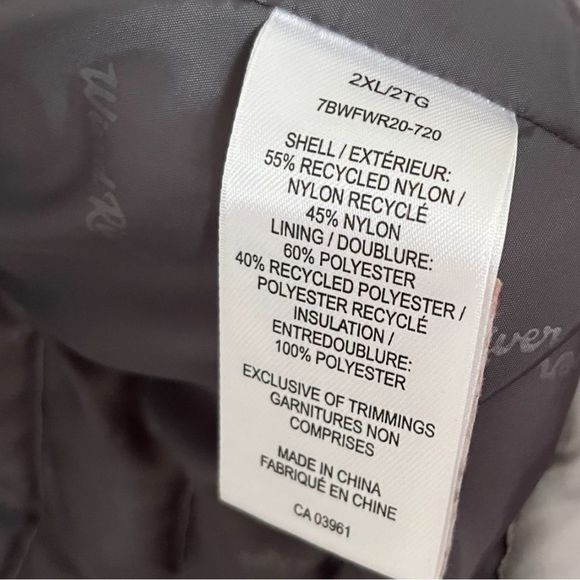 2XL/2TG
7BWFWR20-720
SHELL / EXTÉRIEUR:
55% RECYCLED NYLON /
NYLON RECYCLÉ
45% NYLON
LINING / DOUBLURE:
60% POLYESTER
40% RECYCLED POLYESTER /
POLYESTER RECYCLÉ
INSULATION /
ENTREDOUBLURE:
100% POLYESTER
EXCLUSIVE OF TRIMMINGS
GARNITURES NON
COMPRISES
MADE IN CHINA
FABRIQUÉ EN CHINE
CA 03961